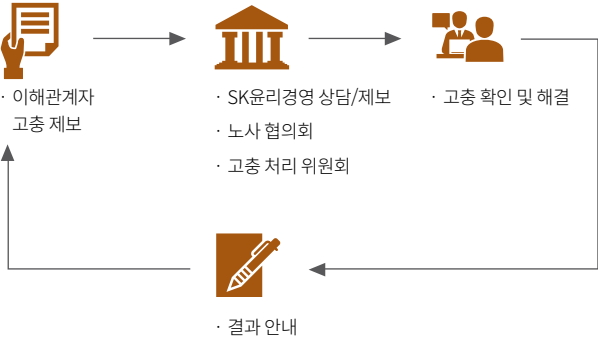 · 이해관계자
고충 제보
· SK윤리경영 상담/제보
· 노사 협의회
· 고충 처리 위원회
· 고충 확인 및 해결
· 결과 안내